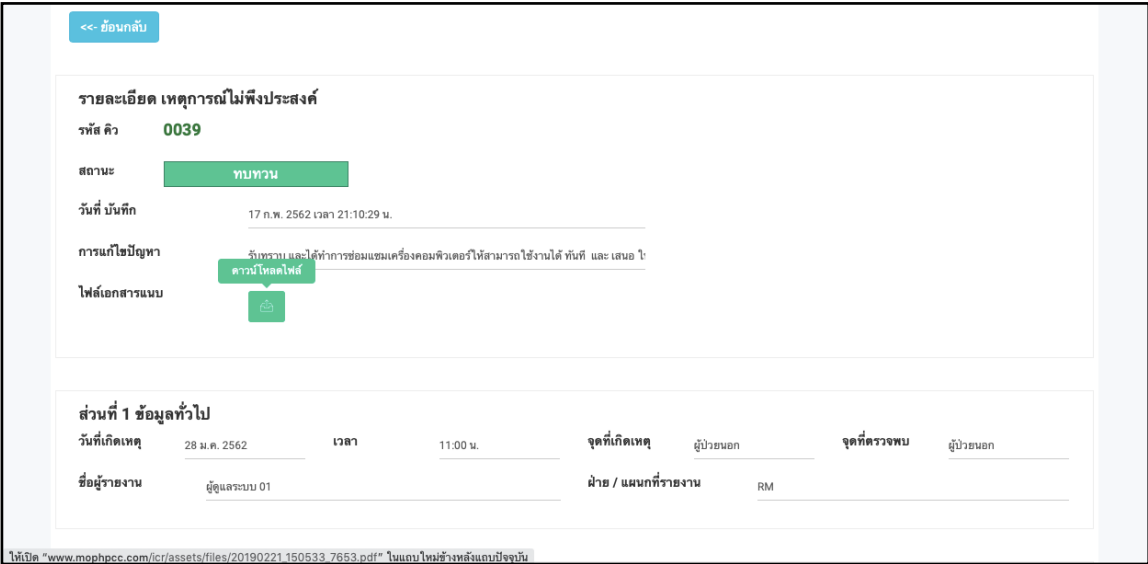 <<- ย้อนกลับ
รายละเอียด เหตุการณ์ไม่พึงประสงค์
รหัส คิว 0039
สถานะ ทบทวน
วันที่ บันทึก 17 ก.พ. 2562 เวลา 21:10:29 น.
การแก้ไขปัญหา รับทราบ และได้ทำการซ่อมแซมเครื่องคอมพิวเตอร์ให้สามารถใช้งานได้ ทันที และ เสนอ
ดาวน์โหลดไฟล์
ไฟล์เอกสารแนบ
ส่วนที่ 1 ข้อมูลทั่วไป
วันที่เกิดเหตุ 28 ม.ค. 2562 เวลา 11:00 น. จุดที่เกิดเหตุ ผู้ป่วยนอก จุดที่ตรวจพบ ผู้ป่วยนอก
ชื่อผู้รายงาน ผู้ดูแลระบบ 01 ฝ่าย / แผนกที่รายงาน RM
ให้เปิด "www.mophpcc.com/icr/assets/files/20190221_150533_7653.pdf" ในแถบใหม่ข้างหลังแถบปัจจุบัน